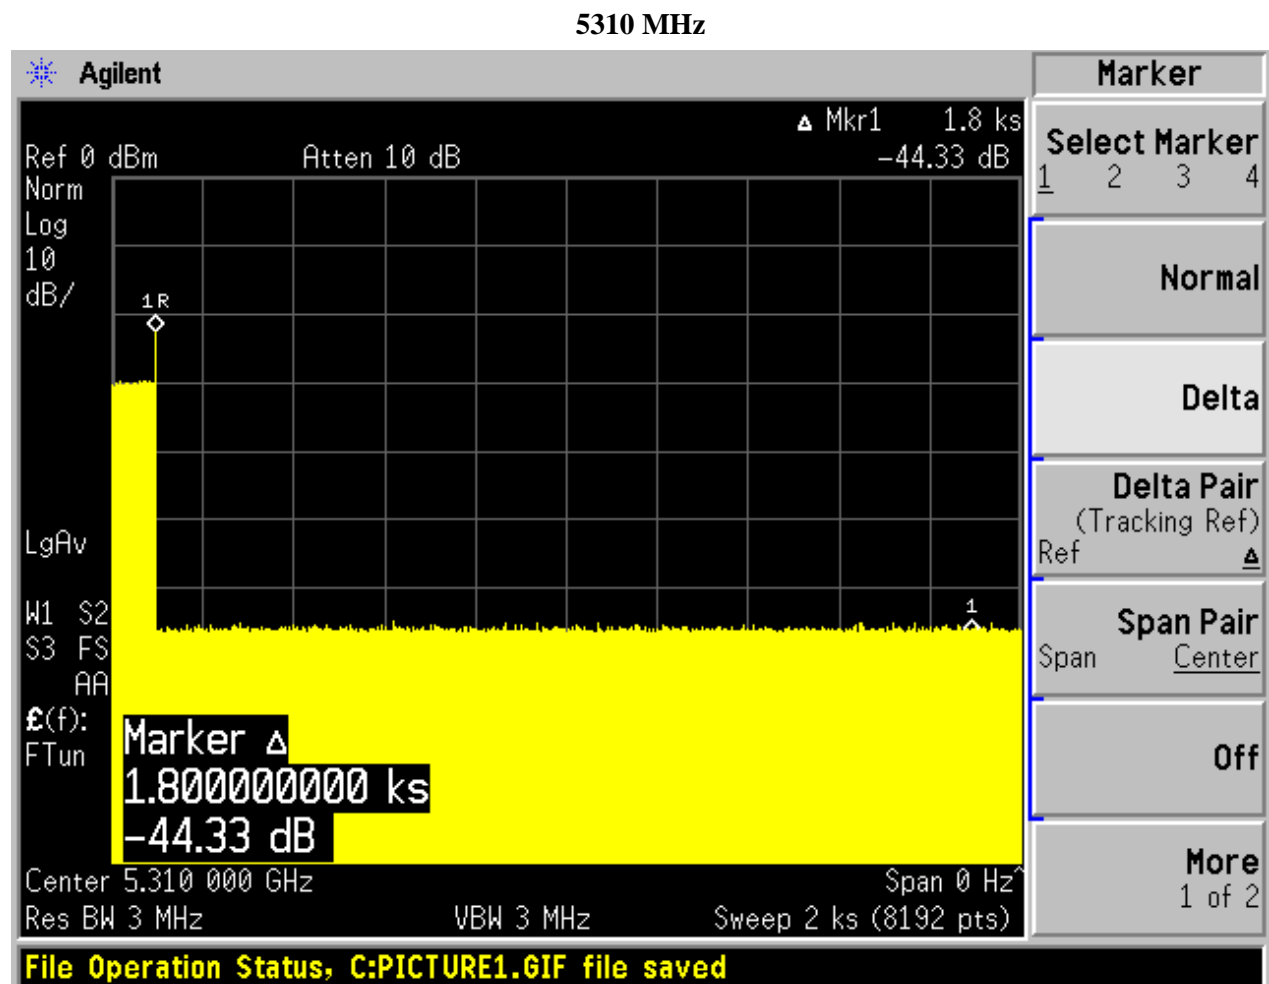 5310 MHz
Agilent
Marker
Δ Mkr1 1.8 ks
Ref 0 dBm Atten 10 dB -44.33 dB
Select Marker
1 2 3 4
Norm
Log
10
dB/
1R
Normal
Delta
Delta Pair
(Tracking Ref)
Ref Δ
LgAv
W1 S2
S3 FS
AA
1
Span Pair
Span Center
£(f):
FTun
Marker Δ
1.800000000 ks
-44.33 dB
Off
Center 5.310 000 GHz Span 0 Hz^
Res BW 3 MHz VBW 3 MHz Sweep 2 ks (8192 pts)
More
1 of 2
File Operation Status, C:PICTURE1.GIF file saved